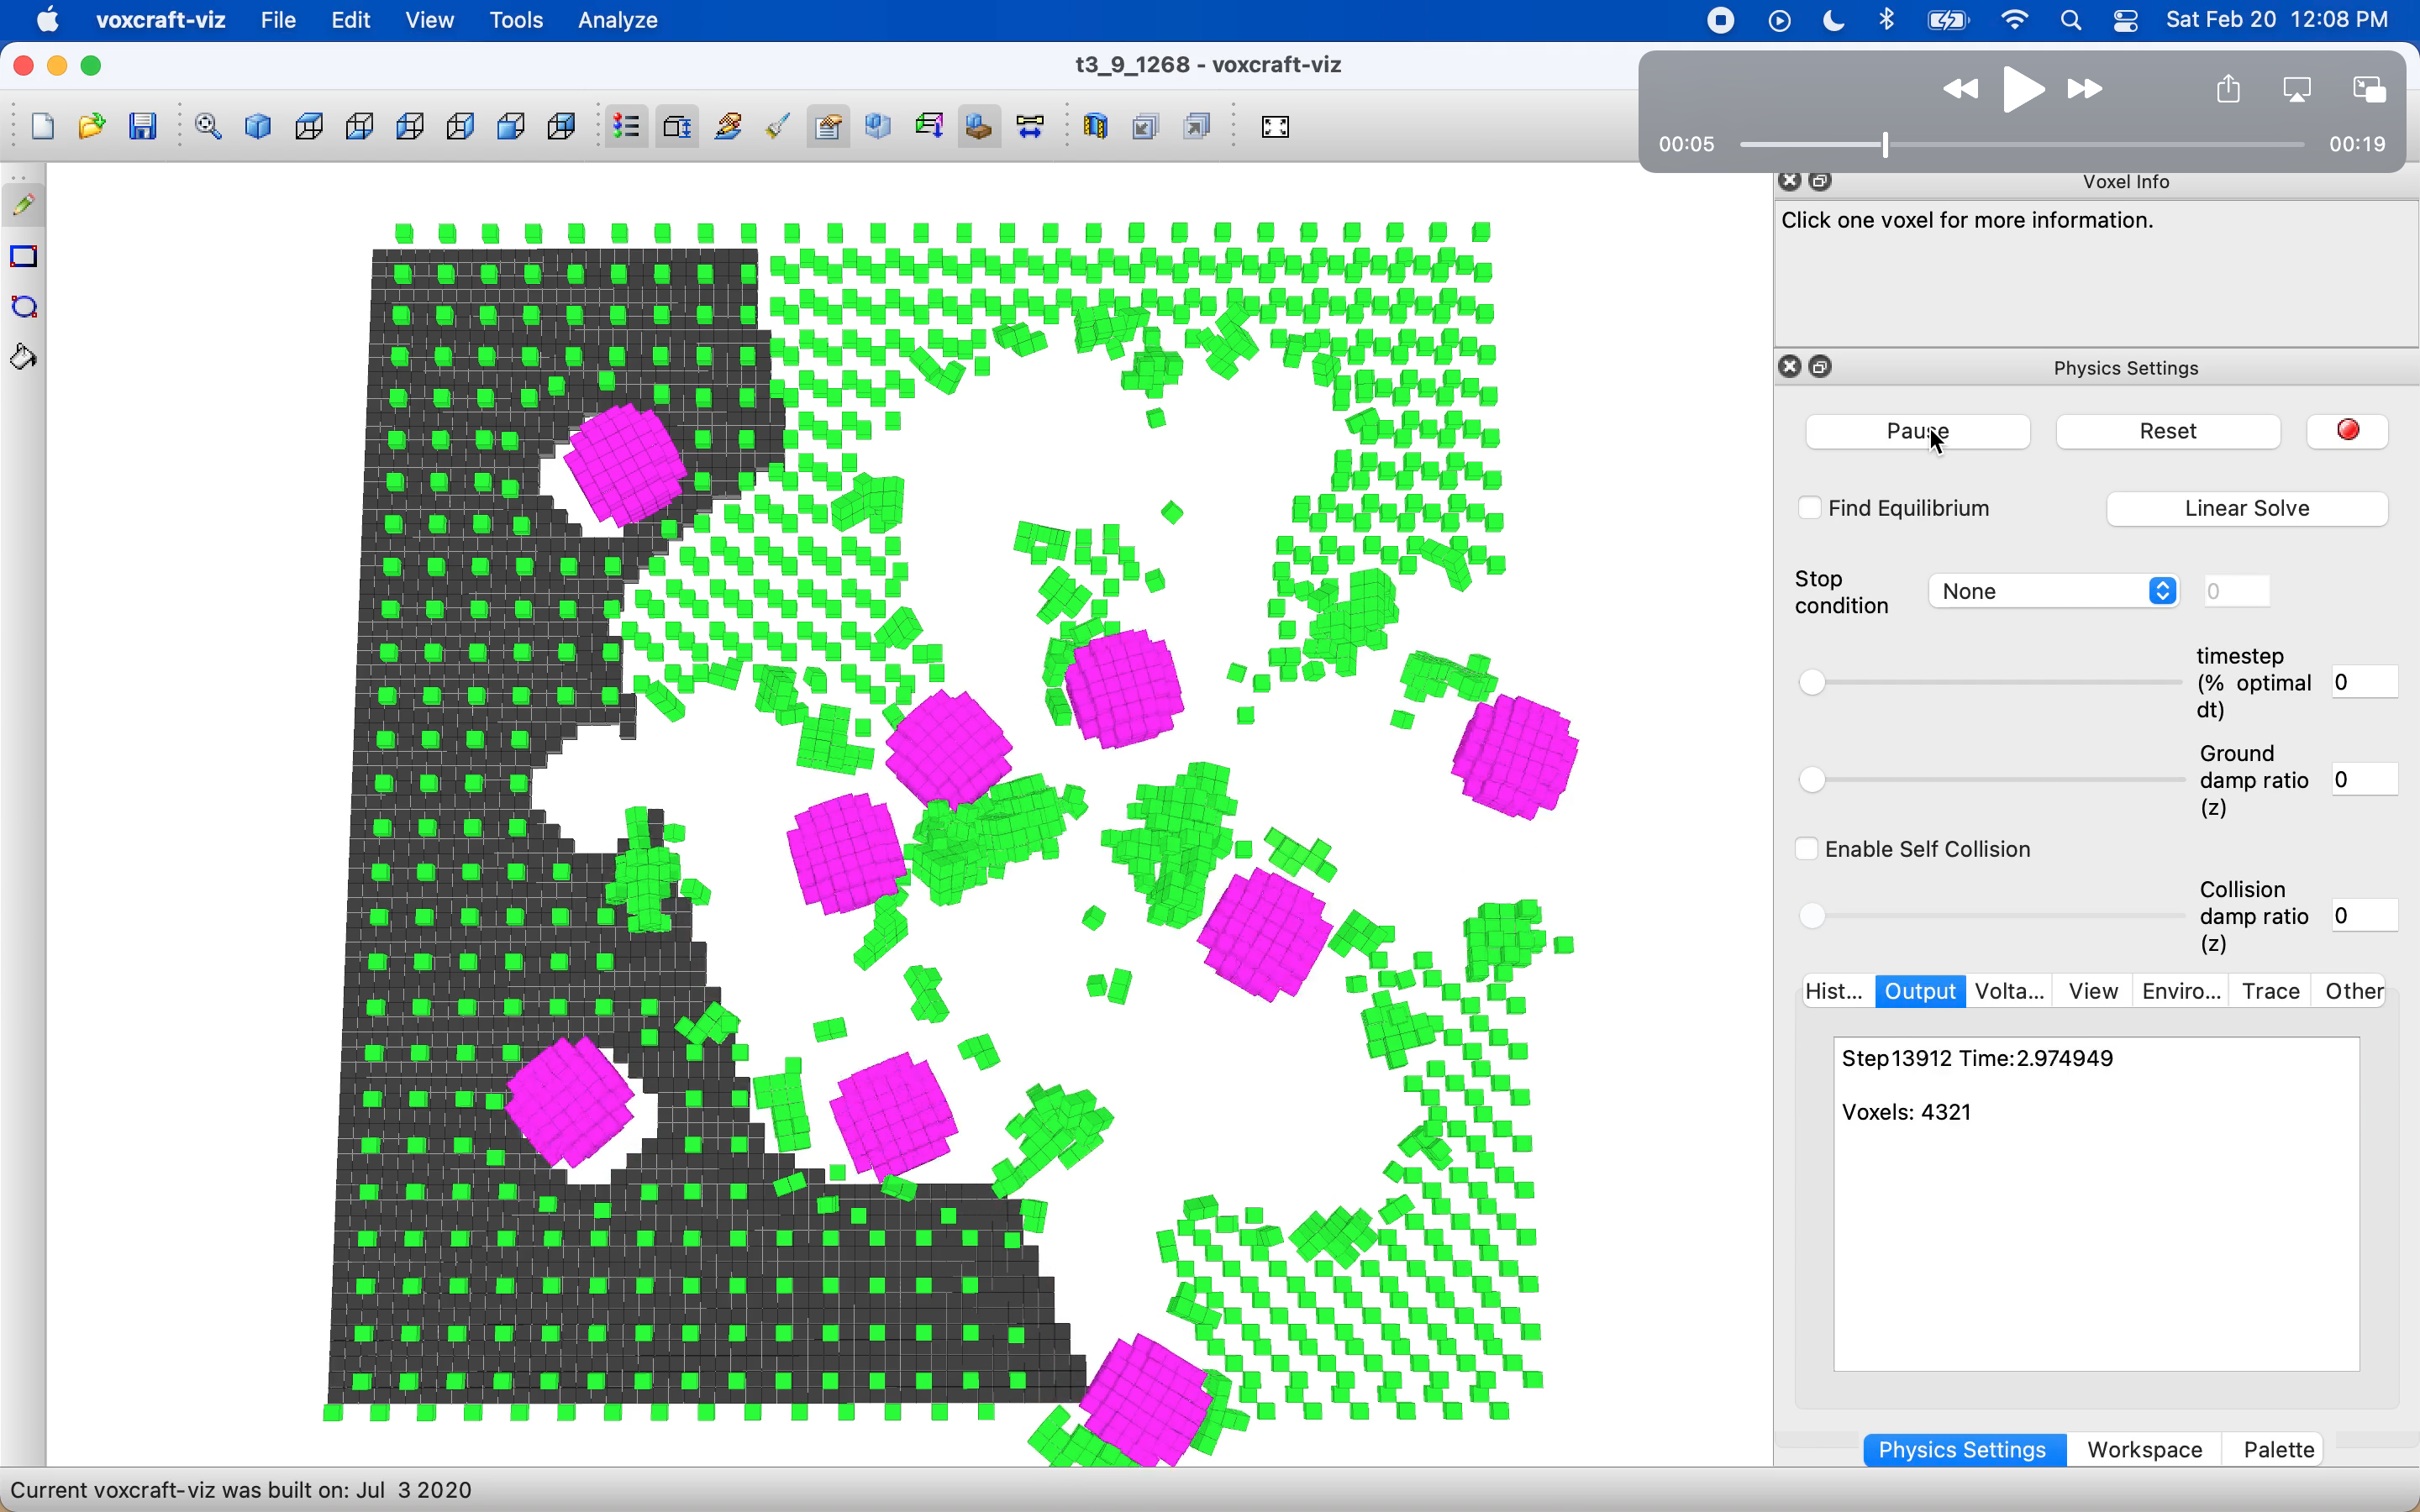 voxcraft-viz File Edit View Tools Analyze Sat Feb 20 12:08 PM
t3_9_1268 - voxcraft-viz
00:05 00:19
Voxel Info
Click one voxel for more information.
Physics Settings
Pause Reset
Find Equilibrium Linear Solve
Stop
condition
None 0
timestep
(% optimal
dt)
0
Ground
damp ratio
(z)
0
Enable Self Collision
Collision
damp ratio
(z)
0
Hist... Output Volta... View Enviro... Trace Other
Step13912 Time:2.974949
Voxels: 4321
Physics Settings Workspace Palette
Current voxcraft-viz was built on: Jul 3 2020